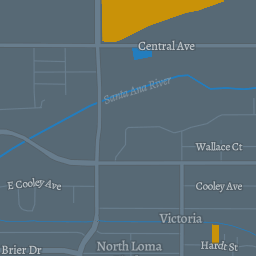 Central Ave
Santa Ana River
Wallace Ct
E Cooley Ave
Cooley Ave
Victoria
Brier Dr
North Loma
Hardt St